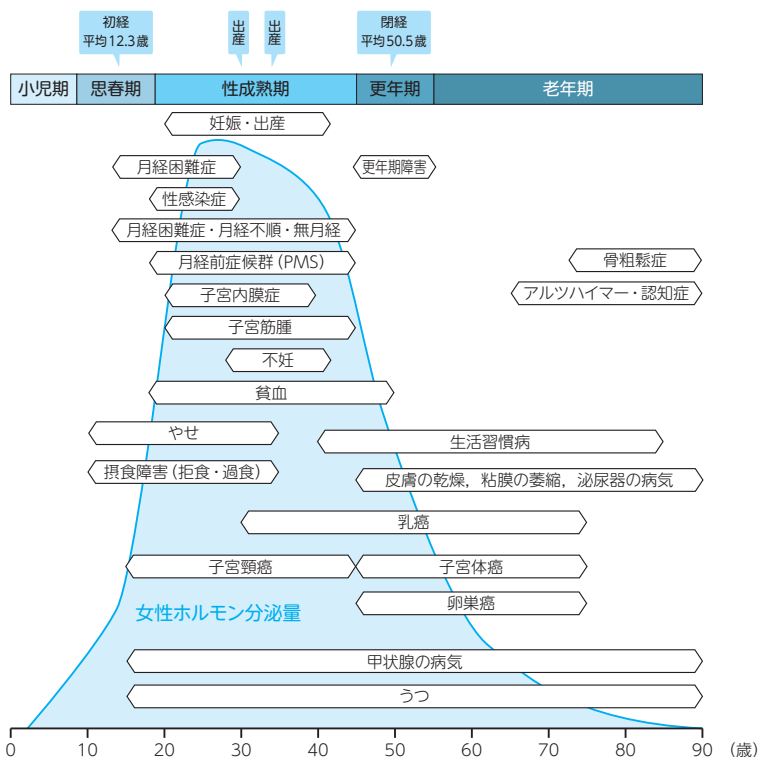 初経
平均12.3歳
出産
出産
閉経
平均50.5歳
小児期
思春期
性成熟期
更年期
老年期
妊娠・出産
月経困難症
更年期障害
性感染症
月経困難症・月経不順・無月経
月経前症候群(PMS)
骨粗鬆症
子宮内膜症
アルツハイマー・認知症
子宮筋腫
不妊
貧血
やせ
生活習慣病
摂食障害(拒食・過食)
皮膚の乾燥,粘膜の萎縮,泌尿器の病気
乳癌
子宮頸癌
子宮体癌
卵巣癌
女性ホルモン分泌量
甲状腺の病気
うつ
0 10 20 30 40 50 60 70 80 90 (歳)